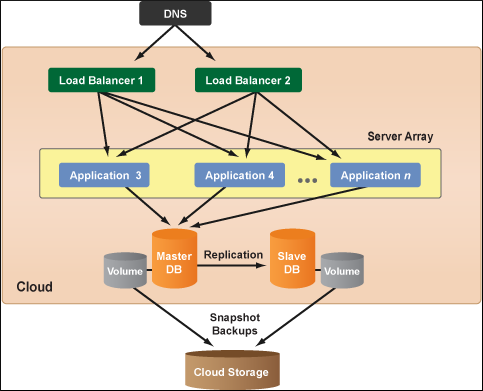 DNS
Load Balancer 1
Load Balancer 2
Server Array
Application 3
Application 4
Application n
Master
DB
Replication
Slave
DB
Volume
Volume
Cloud
Snapshot
Backups
Cloud Storage